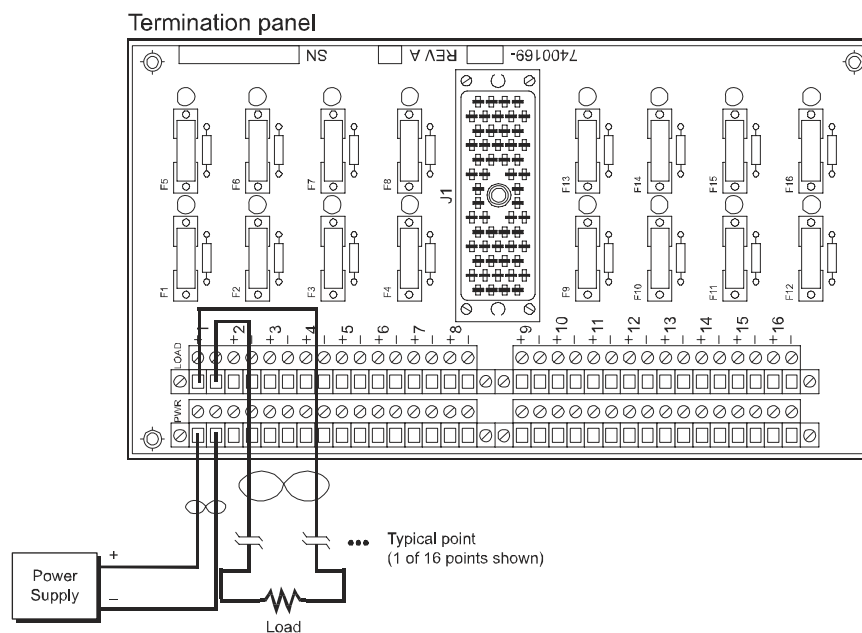 Termination panel
SN
REV A
7400169-
F5
F6
F7
F8
J1
F13
F14
F15
F16
F1
F2
F3
F4
F9
F10
F11
F12
LOAD
+ 1 - + 2 - + 3 - + 4 - + 5 - + 6 - + 7 - + 8 - + 9 - + 10 - + 11 - + 12 - + 13 - + 14 - + 15 - + 16 -
PWR
••• Typical point
(1 of 16 points shown)
+
Power
Supply
–
Load